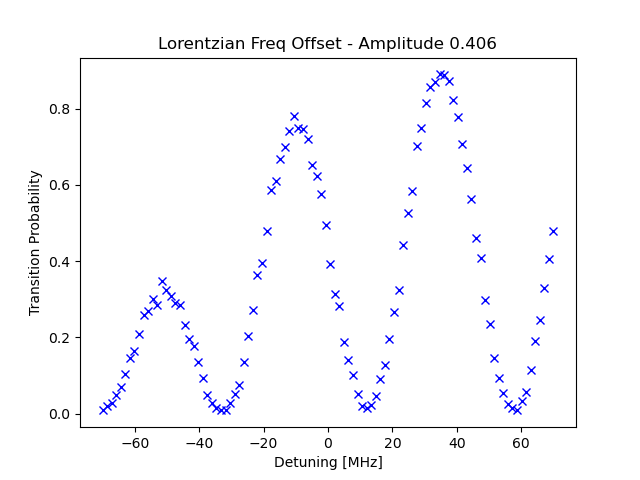 Lorentzian Freq Offset - Amplitude 0.406
Transition Probability
0.8
0.6
0.4
0.2
0.0
−60 −40 −20 0 20 40 60
Detuning [MHz]